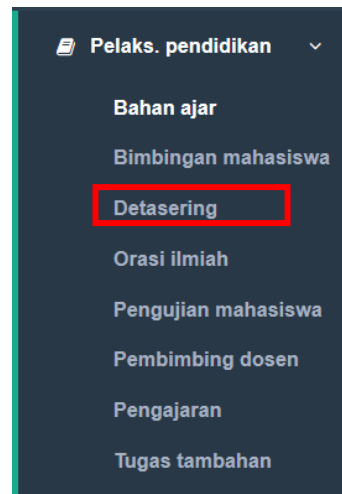 Pelaks. pendidikan
Bahan ajar
Bimbingan mahasiswa
Detasering
Orasi ilmiah
Pengujian mahasiswa
Pembimbing dosen
Pengajaran
Tugas tambahan